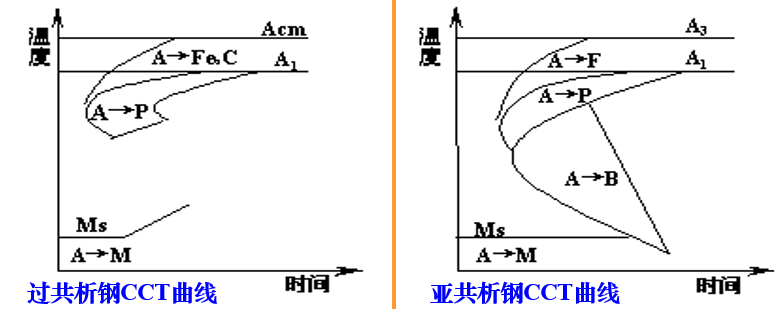 温度
Acm
A→Fe₃C
A₁
A→P
Ms
A→M
时间
过共析钢CCT曲线
温度
A₃
A→F
A₁
A→P
A→B
Ms
A→M
时间
亚共析钢CCT曲线